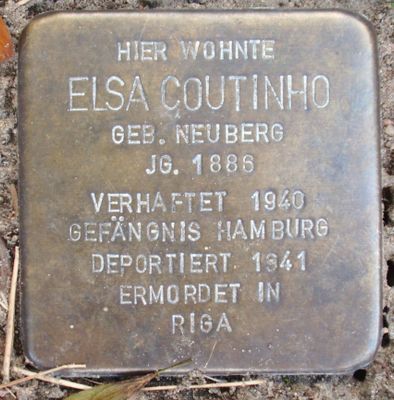 HIER WOHNTE
ELSA COUTINHO
GEB. NEUBERG
JG. 1886
VERHAFTET 1940
GEFÄNGNIS HAMBURG
DEPORTIERT 1941
ERMORDET IN
RIGA